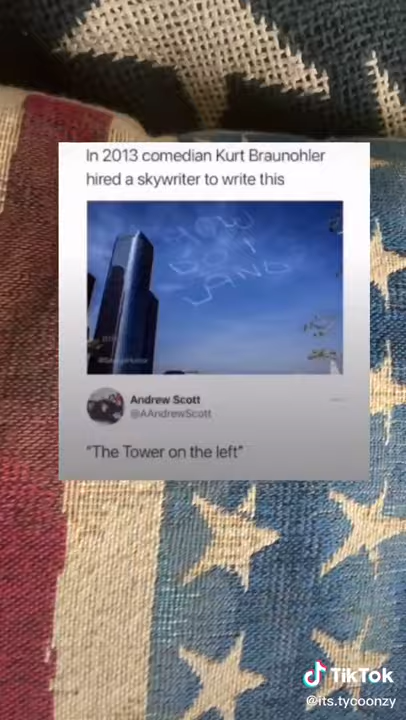 In 2013 comedian Kurt Braunohler
hired a skywriter to write this
HOW
DO I
LAND
Andrew Scott
@AAndrewScott
"The Tower on the left"
TikTok
@its.tycoonzy